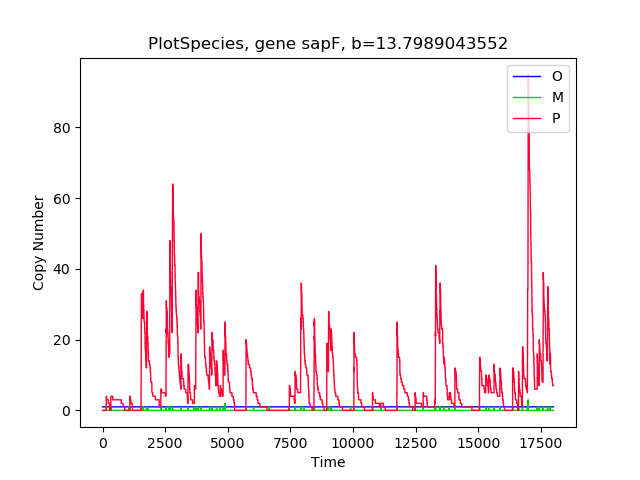 PlotSpecies, gene sapF, b=13.7989043552
O
M
P
80
60
40
20
0
Copy Number
0 2500 5000 7500 10000 12500 15000 17500
Time